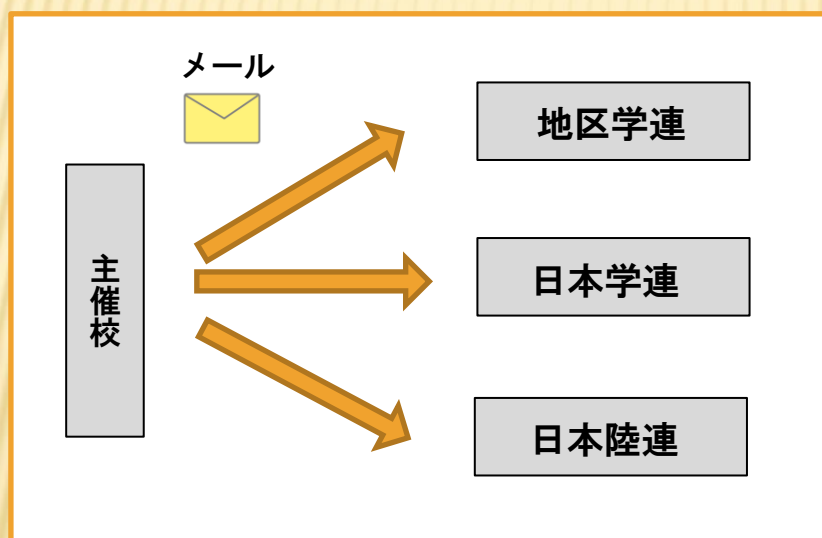 メール
主催校
地区学連
日本学連
日本陸連